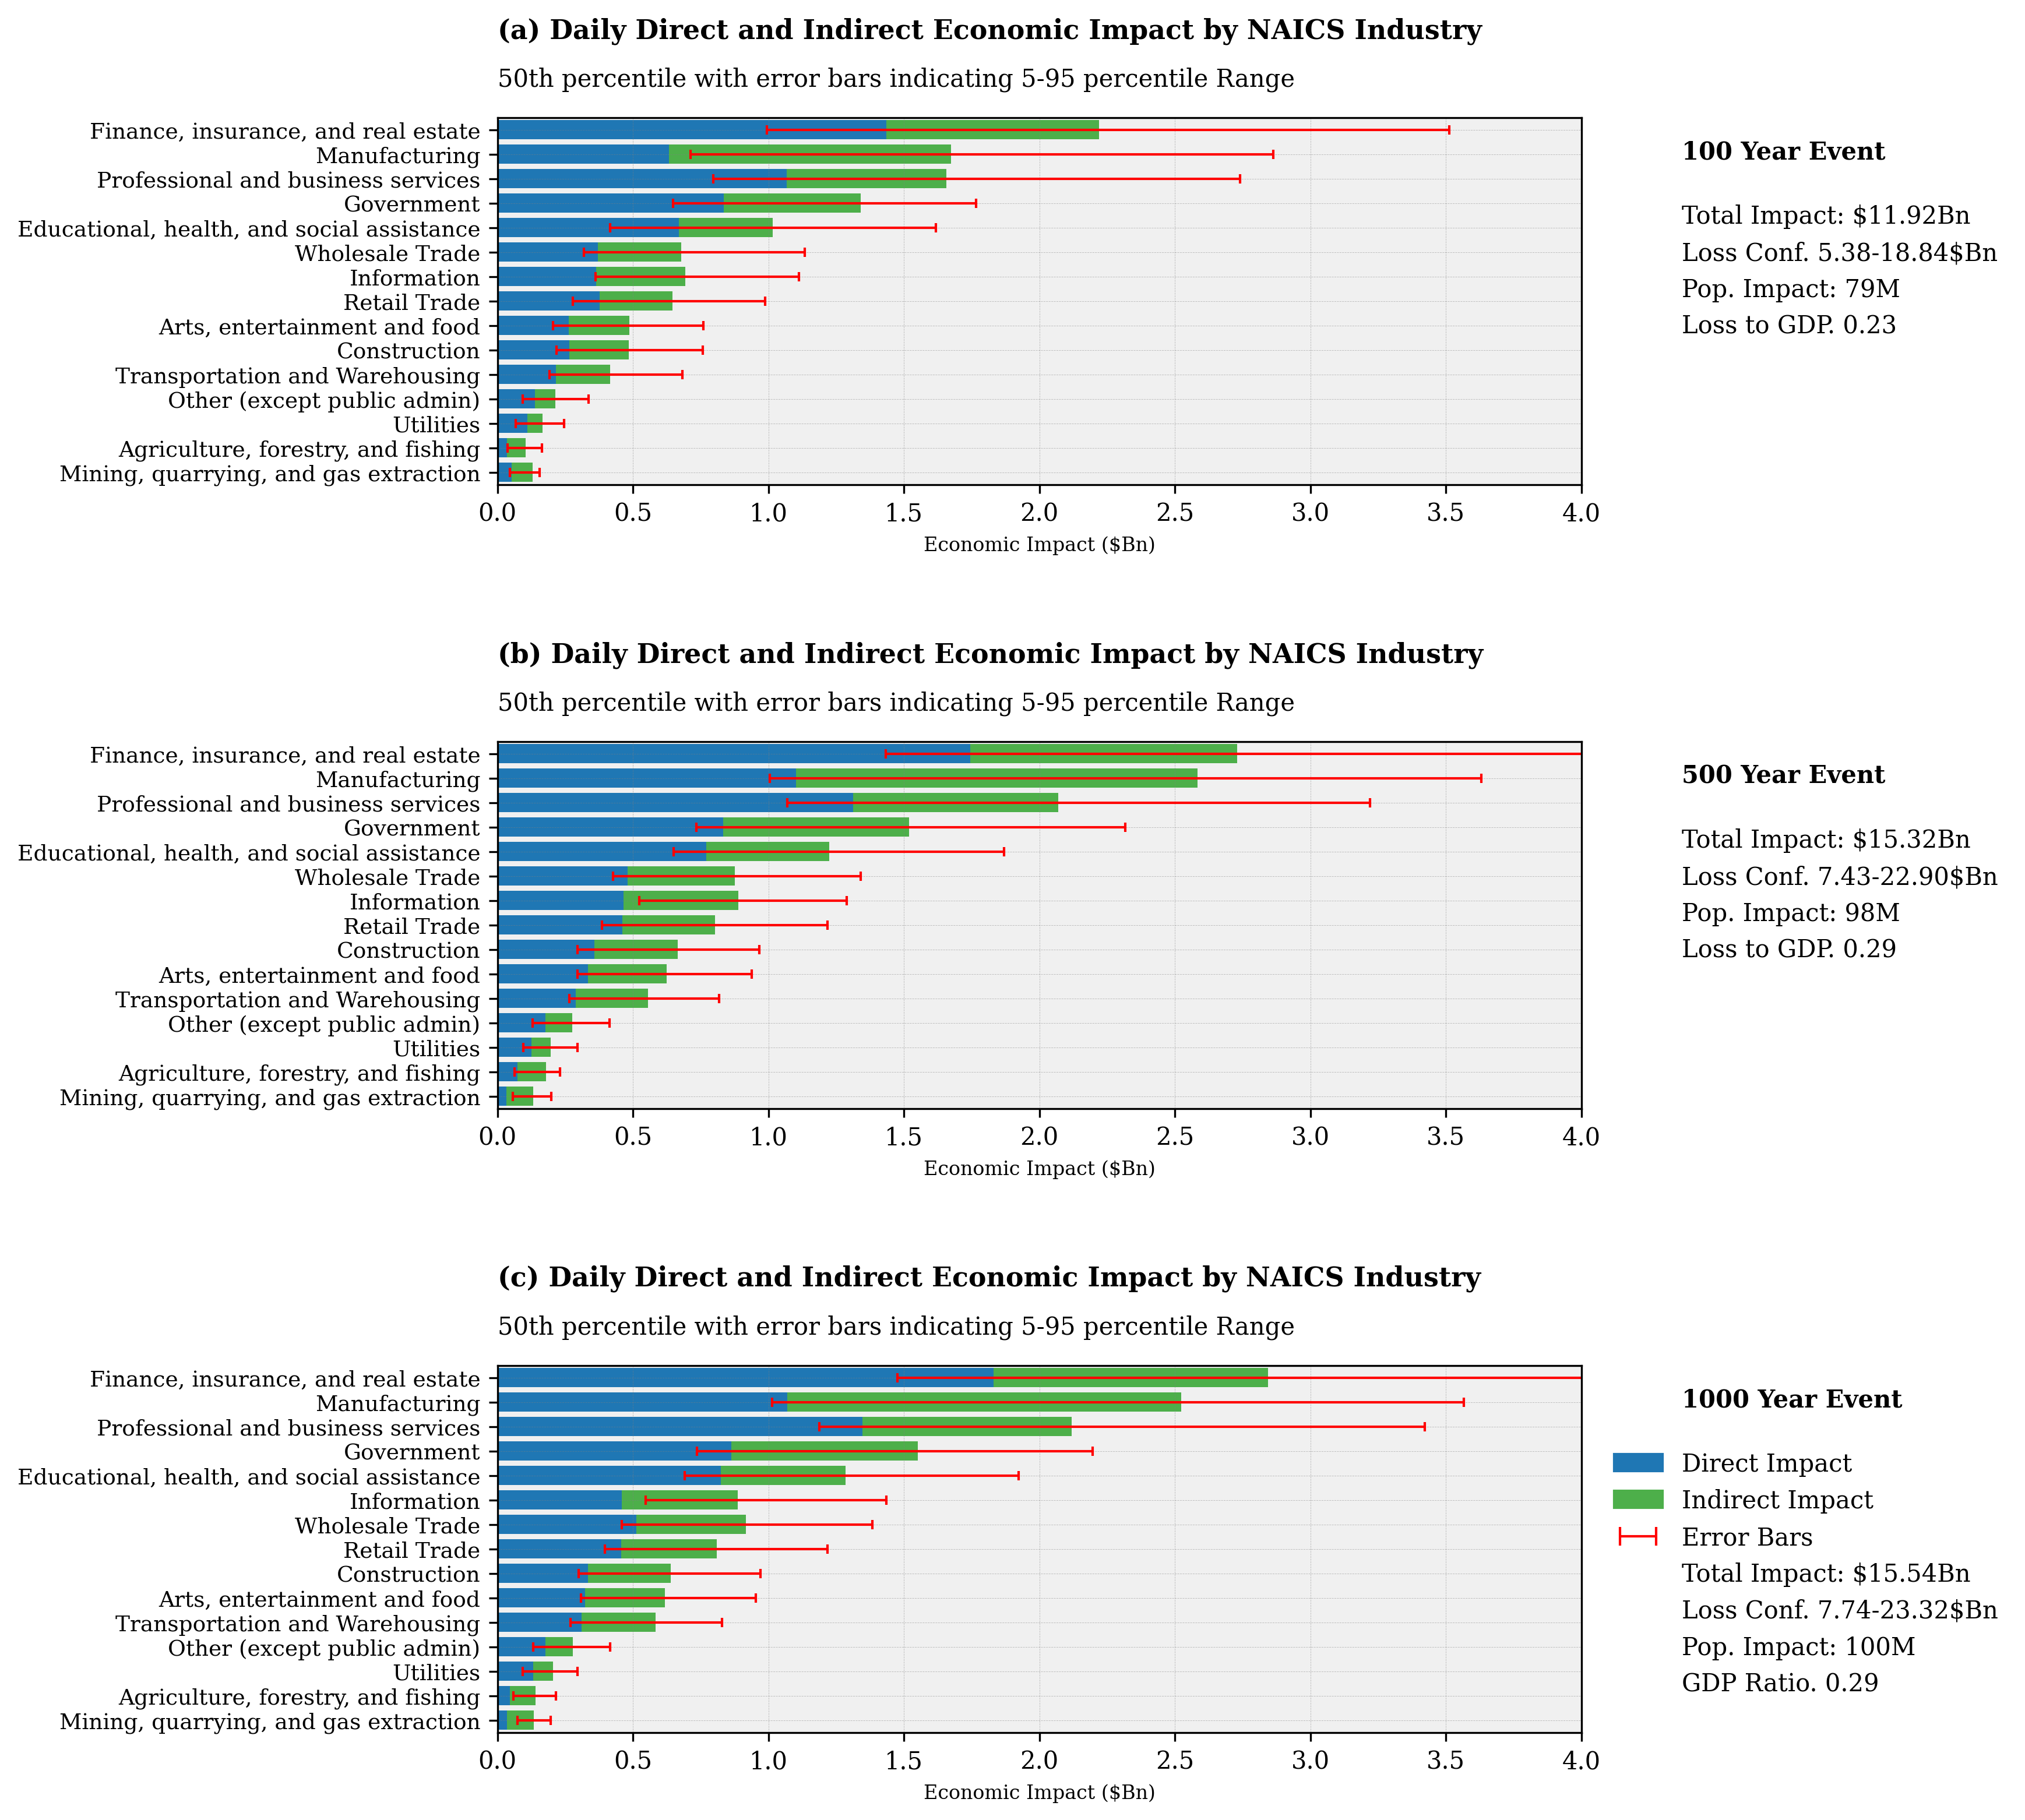 (a) Daily Direct and Indirect Economic Impact by NAICS Industry
50th percentile with error bars indicating 5-95 percentile Range
Finance, insurance, and real estate
Manufacturing
Professional and business services
Government
Educational, health, and social assistance
Wholesale Trade
Information
Retail Trade
Arts, entertainment and food
Construction
Transportation and Warehousing
Other (except public admin)
Utilities
Agriculture, forestry, and fishing
Mining, quarrying, and gas extraction
0.0 0.5 1.0 1.5 2.0 2.5 3.0 3.5 4.0
Economic Impact ($Bn)
100 Year Event
Total Impact: $11.92Bn
Loss Conf. 5.38-18.84$Bn
Pop. Impact: 79M
Loss to GDP. 0.23
(b) Daily Direct and Indirect Economic Impact by NAICS Industry
50th percentile with error bars indicating 5-95 percentile Range
Finance, insurance, and real estate
Manufacturing
Professional and business services
Government
Educational, health, and social assistance
Wholesale Trade
Information
Retail Trade
Construction
Arts, entertainment and food
Transportation and Warehousing
Other (except public admin)
Utilities
Agriculture, forestry, and fishing
Mining, quarrying, and gas extraction
0.0 0.5 1.0 1.5 2.0 2.5 3.0 3.5 4.0
Economic Impact ($Bn)
500 Year Event
Total Impact: $15.32Bn
Loss Conf. 7.43-22.90$Bn
Pop. Impact: 98M
Loss to GDP. 0.29
(c) Daily Direct and Indirect Economic Impact by NAICS Industry
50th percentile with error bars indicating 5-95 percentile Range
Finance, insurance, and real estate
Manufacturing
Professional and business services
Government
Educational, health, and social assistance
Information
Wholesale Trade
Retail Trade
Construction
Arts, entertainment and food
Transportation and Warehousing
Other (except public admin)
Utilities
Agriculture, forestry, and fishing
Mining, quarrying, and gas extraction
0.0 0.5 1.0 1.5 2.0 2.5 3.0 3.5 4.0
Economic Impact ($Bn)
1000 Year Event
Direct Impact
Indirect Impact
Error Bars
Total Impact: $15.54Bn
Loss Conf. 7.74-23.32$Bn
Pop. Impact: 100M
GDP Ratio. 0.29